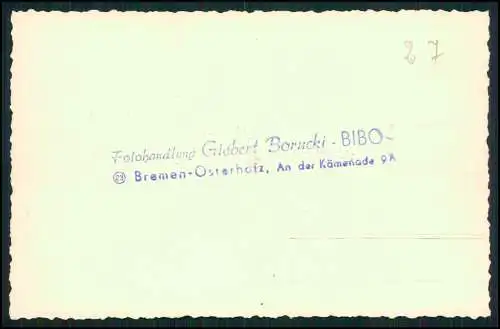 27
Fotohandlung Gisbert Borucki - BIBO -
(23) Bremen-Osterholz, An der Kämenade 9A